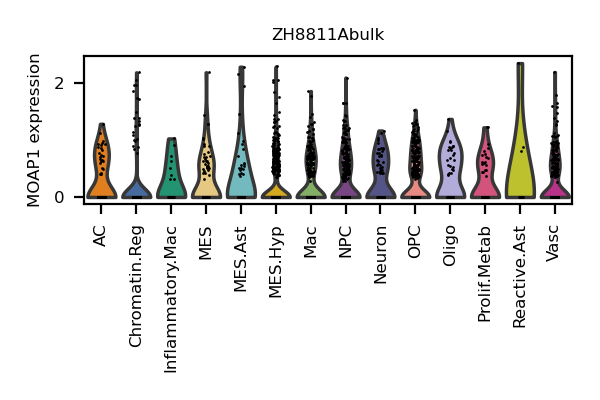 ZH8811Abulk
MOAP1 expression
2
0
AC
Chromatin.Reg
Inflammatory.Mac
MES
MES.Ast
MES.Hyp
Mac
NPC
Neuron
OPC
Oligo
Prolif.Metab
Reactive.Ast
Vasc